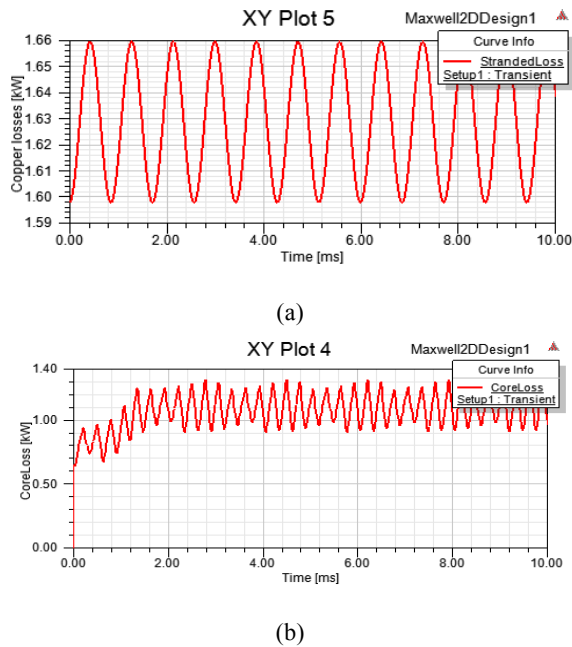 XY Plot 5
Maxwell2DDesign1
Curve Info
StrandedLoss
Setup1 : Transient
Copper losses [kW]
1.66
1.65
1.64
1.63
1.62
1.60
1.59
0.00 2.00 4.00 6.00 8.00 10.00
Time [ms]
(a)
XY Plot 4
Maxwell2DDesign1
Curve Info
CoreLoss
Setup1 : Transient
CoreLoss [kW]
1.40
1.00
0.50
0.00
0.00 2.00 4.00 6.00 8.00 10.00
Time [ms]
(b)